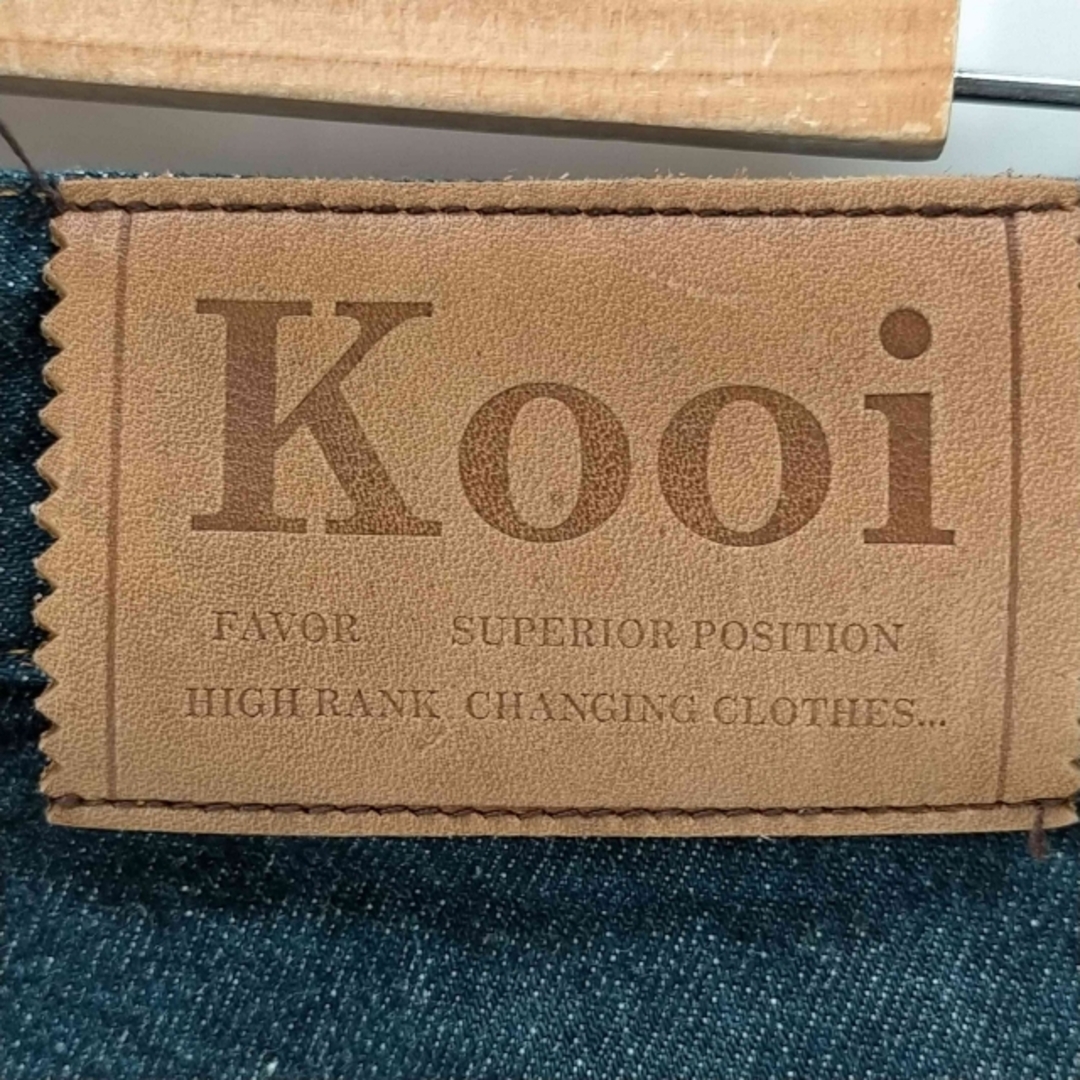 Kooi
FAVOR SUPERIOR POSITION
HIGH RANK CHANGING CLOTHES...